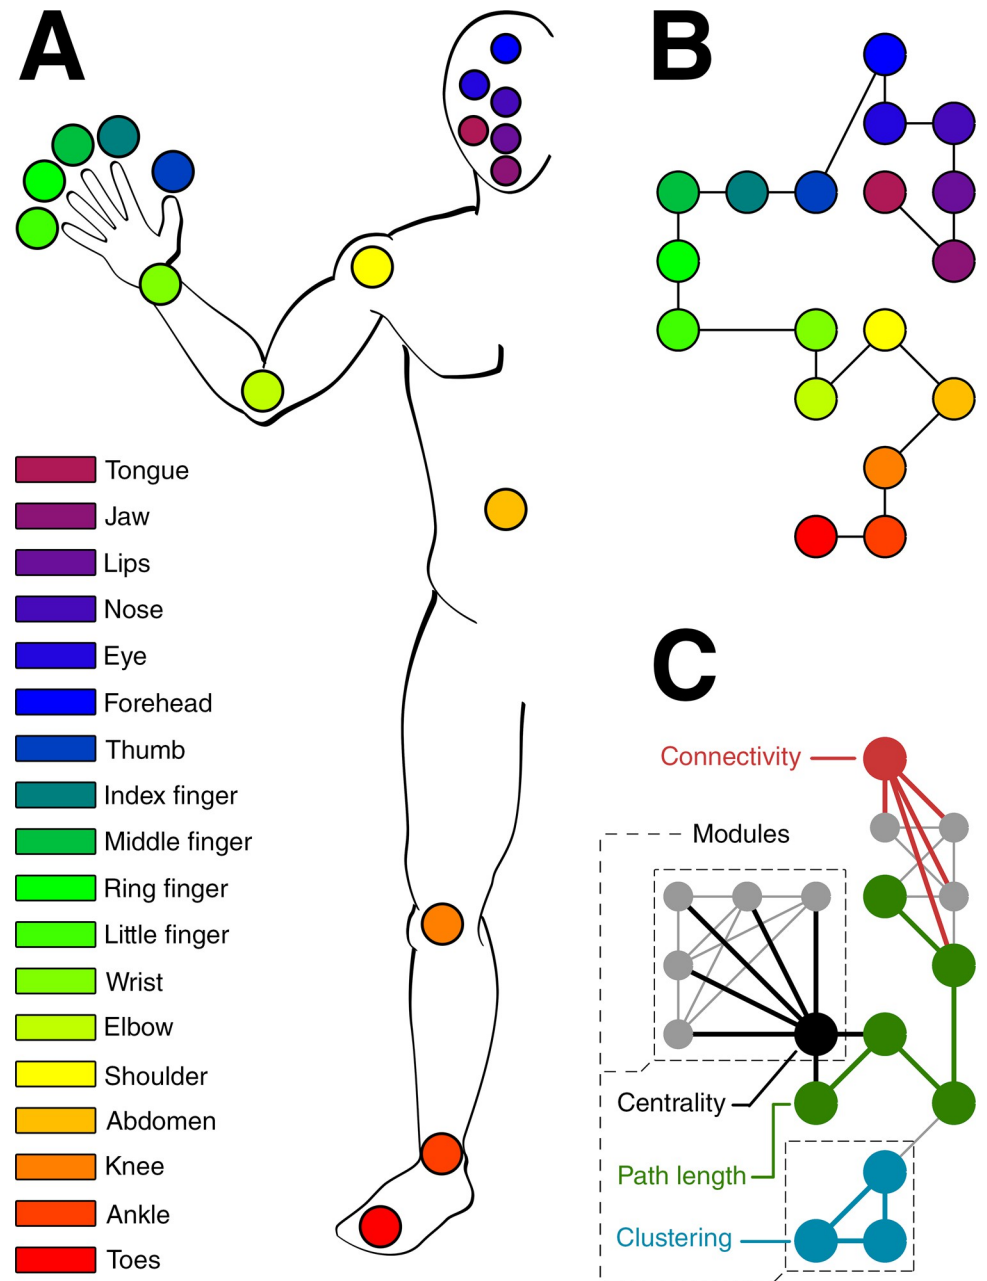 A
B
Tongue
Jaw
Lips
Nose
Eye
Forehead
Thumb
Index finger
Middle finger
Ring finger
Little finger
Wrist
Elbow
Shoulder
Abdomen
Knee
Ankle
Toes
C
Connectivity
Modules
Centrality
Path length
Clustering